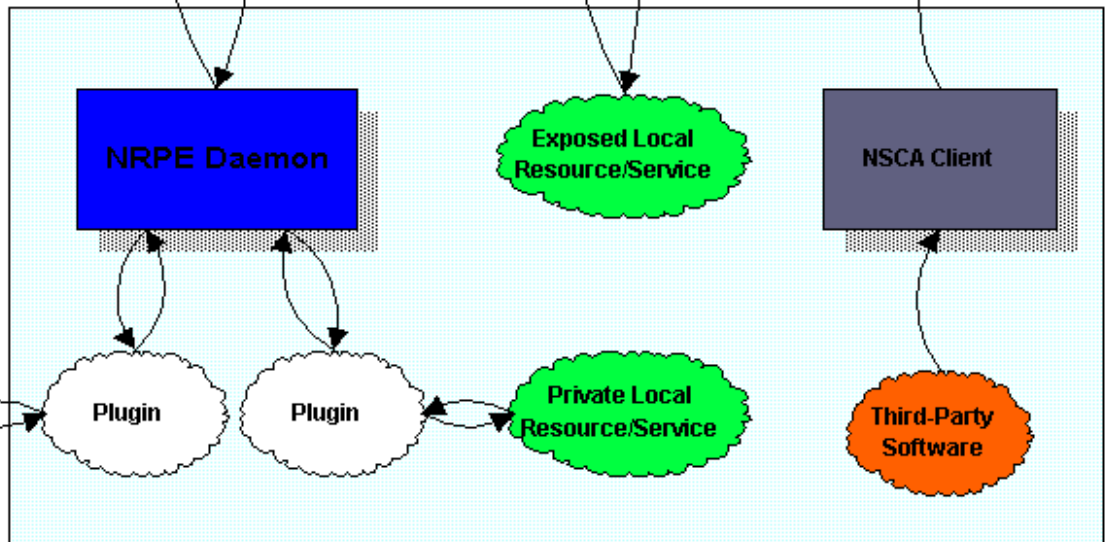 NRPE Daemon
Exposed Local
Resource/Service
NSCA Client
Plugin
Plugin
Private Local
Resource/Service
Third-Party
Software